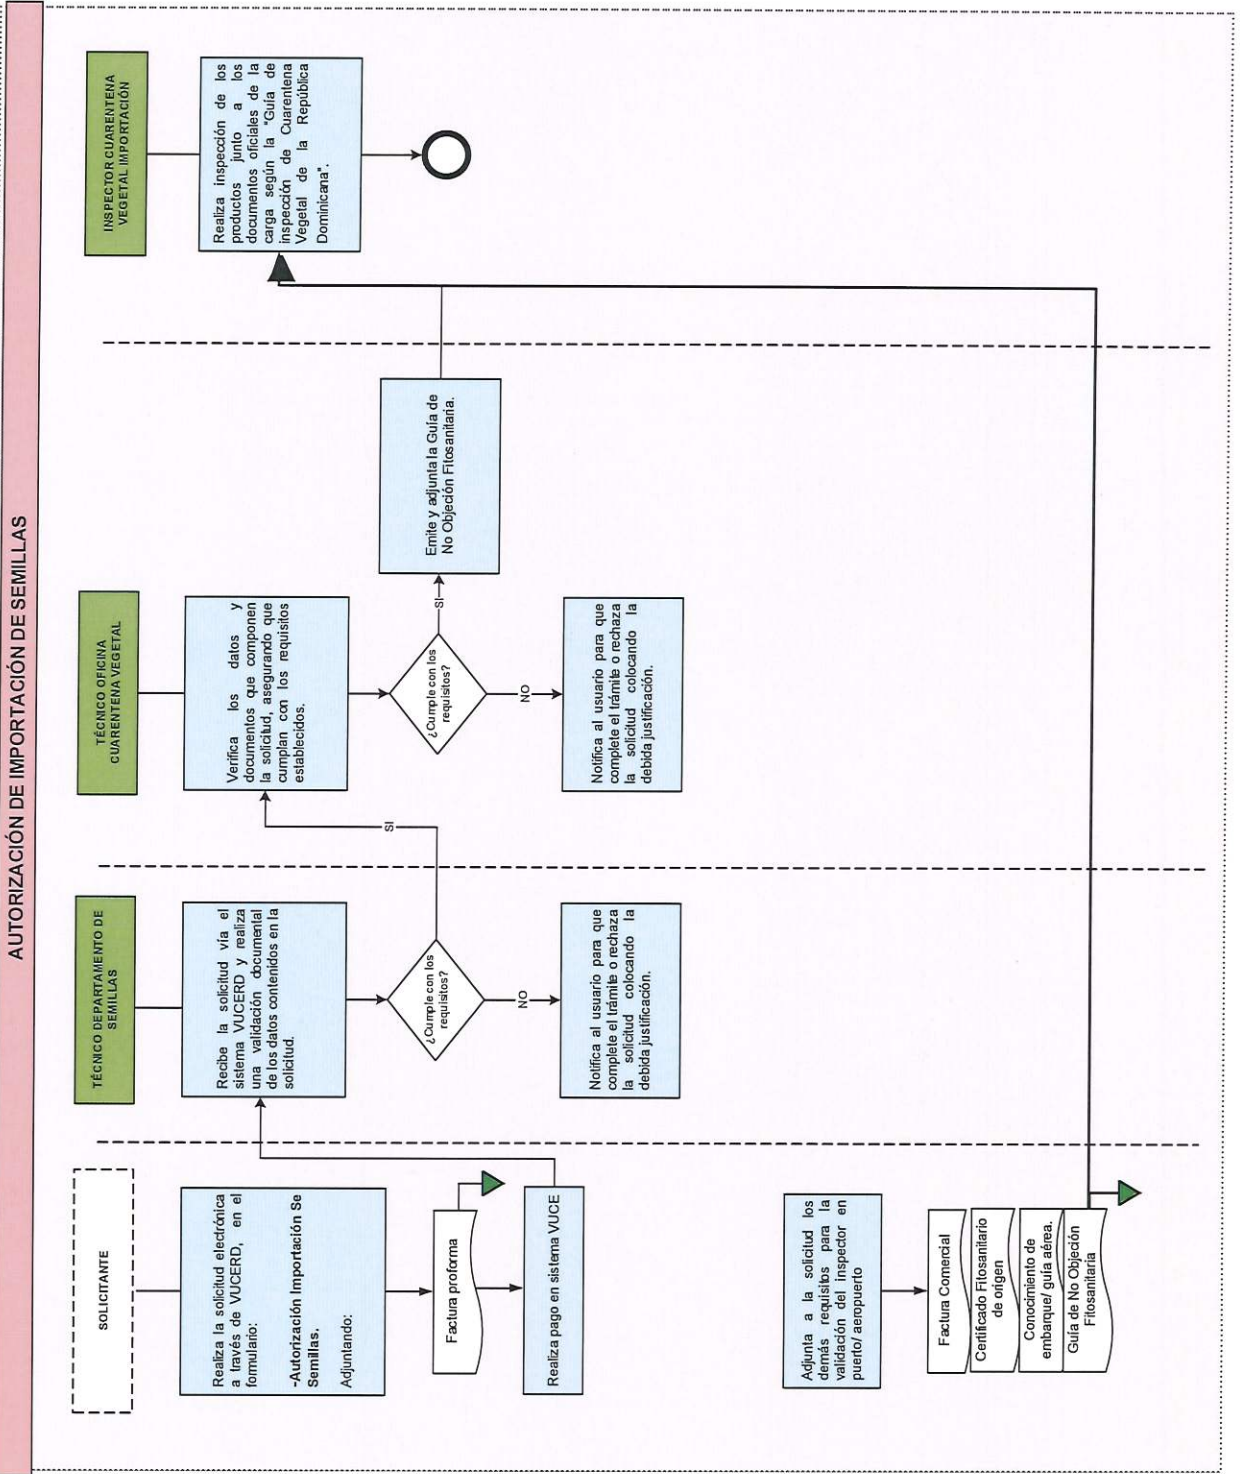 AUTORIZACIÓN DE IMPORTACIÓN DE SEMILLAS
SOLICITANTE
Realiza la solicitud electrónica
a través de VUCERD, en el
formulario:
-Autorización Importación Se
Semillas.
Adjuntando:
Factura proforma
Realiza pago en sistema VUCE
Adjunta a la solicitud los
demás requisitos para la
validación del inspector en
puerto/ aeropuerto
Factura Comercial
Certificado Fitosanitario
de origen
Conocimiento de
embarque/ guía aérea.
Guía de No Objeción
Fitosanitaria
TÉCNICO DEPARTAMENTO DE
SEMILLAS
Recibe la solicitud vía el
sistema VUCERD y realiza
una validación documental
de los datos contenidos en la
solicitud.
¿Cumple con los
requisitos?
SI
NO
Notifica al usuario para que
complete el trámite o rechaza
la solicitud colocando la
debida justificación.
TÉCNICO OFICINA
CUARENTENA VEGETAL
Verifica los datos y
documentos que componen
la solicitud, asegurando que
cumplan con los requisitos
establecidos.
¿Cumple con los
requisitos?
SI
NO
Notifica al usuario para que
complete el trámite o rechaza
la solicitud colocando la
debida justificación.
Emite y adjunta la Guía de
No Objeción Fitosanitaria.
INSPECTOR CUARENTENA
VEGETAL IMPORTACIÓN
Realiza inspección de los
productos junto a los
documentos oficiales de la
carga según la "Guía de
inspección de Cuarentena
Vegetal de la República
Dominicana".